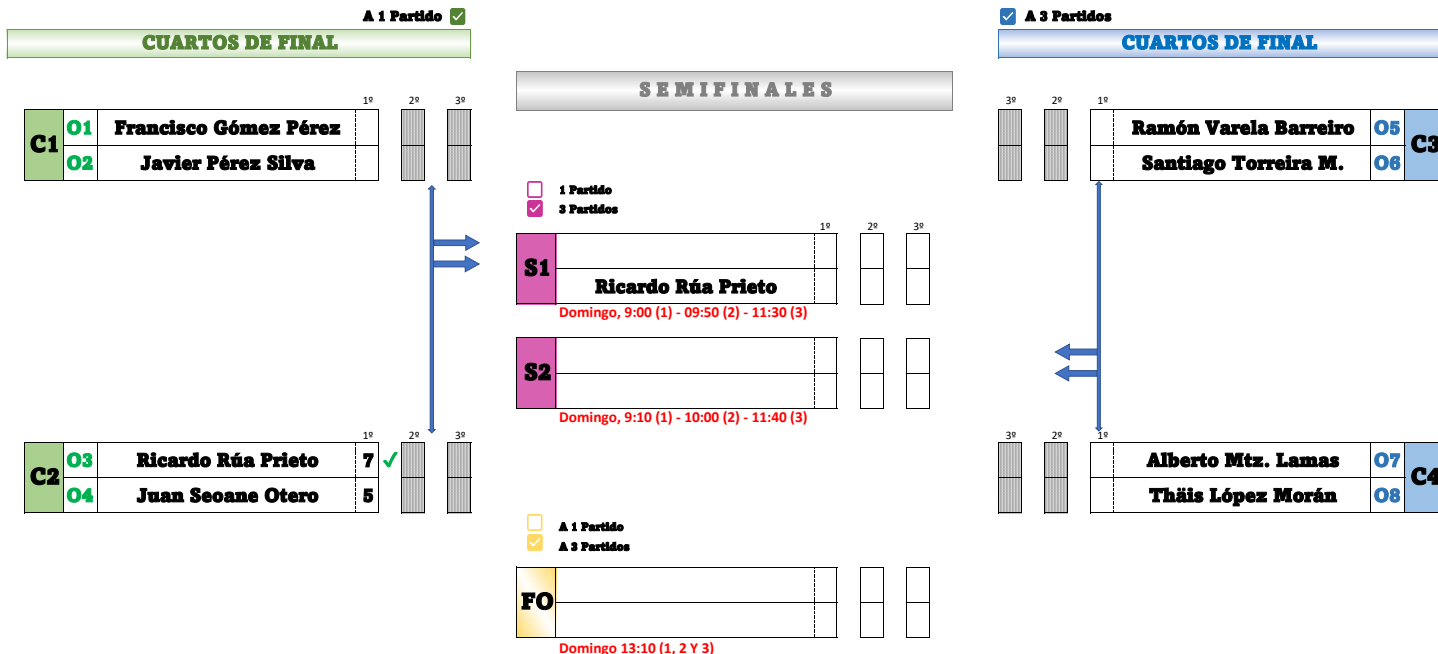 A 1 Partido
CUARTOS DE FINAL
1º 2º 3º
C1
O1 Francisco Gómez Pérez
O2 Javier Pérez Silva
1º 2º 3º
C2
O3 Ricardo Rúa Prieto 7
O4 Juan Seoane Otero 5
SEMIFINALES
1 Partido
3 Partidos
1º 2º 3º
S1
Ricardo Rúa Prieto
Domingo, 9:00 (1) - 09:50 (2) - 11:30 (3)
S2
Domingo, 9:10 (1) - 10:00 (2) - 11:40 (3)
A 1 Partido
A 3 Partidos
FO
Domingo 13:10 (1, 2 Y 3)
A 3 Partidos
CUARTOS DE FINAL
3º 2º 1º
Ramón Varela Barreiro O5
Santiago Torreira M. O6
C3
3º 2º 1º
Alberto Mtz. Lamas O7
Thäis López Morán O8
C4